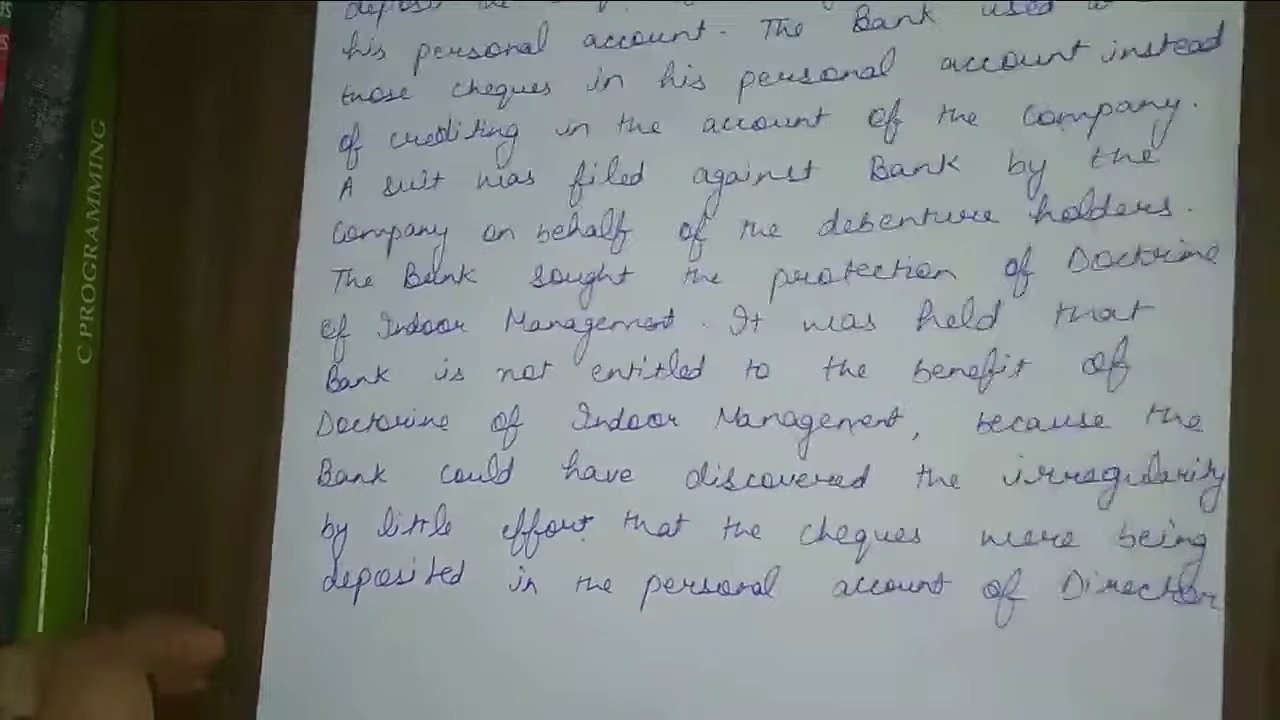 his personal account. The Bank used
those cheques in his personal account instead
of crediting in the account of the company.
A suit was filed against Bank by the
company on behalf of the debenture holders.
The Bank sought the protection of Doctrine
of Indoor Management. It was held that
Bank is not entitled to the benefit of
Doctorine of Indoor Management, because the
Bank could have discovered the irregularity
by little effort that the cheques were being
deposited in the personal account of Director
C PROGRAMMING